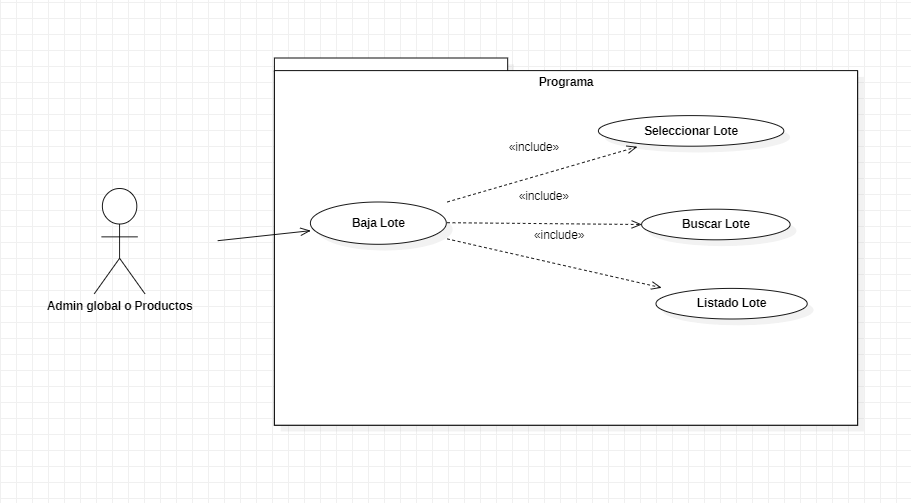 Programa
Seleccionar Lote
«include»
«include»
Baja Lote
Buscar Lote
«include»
Listado Lote
Admin global o Productos